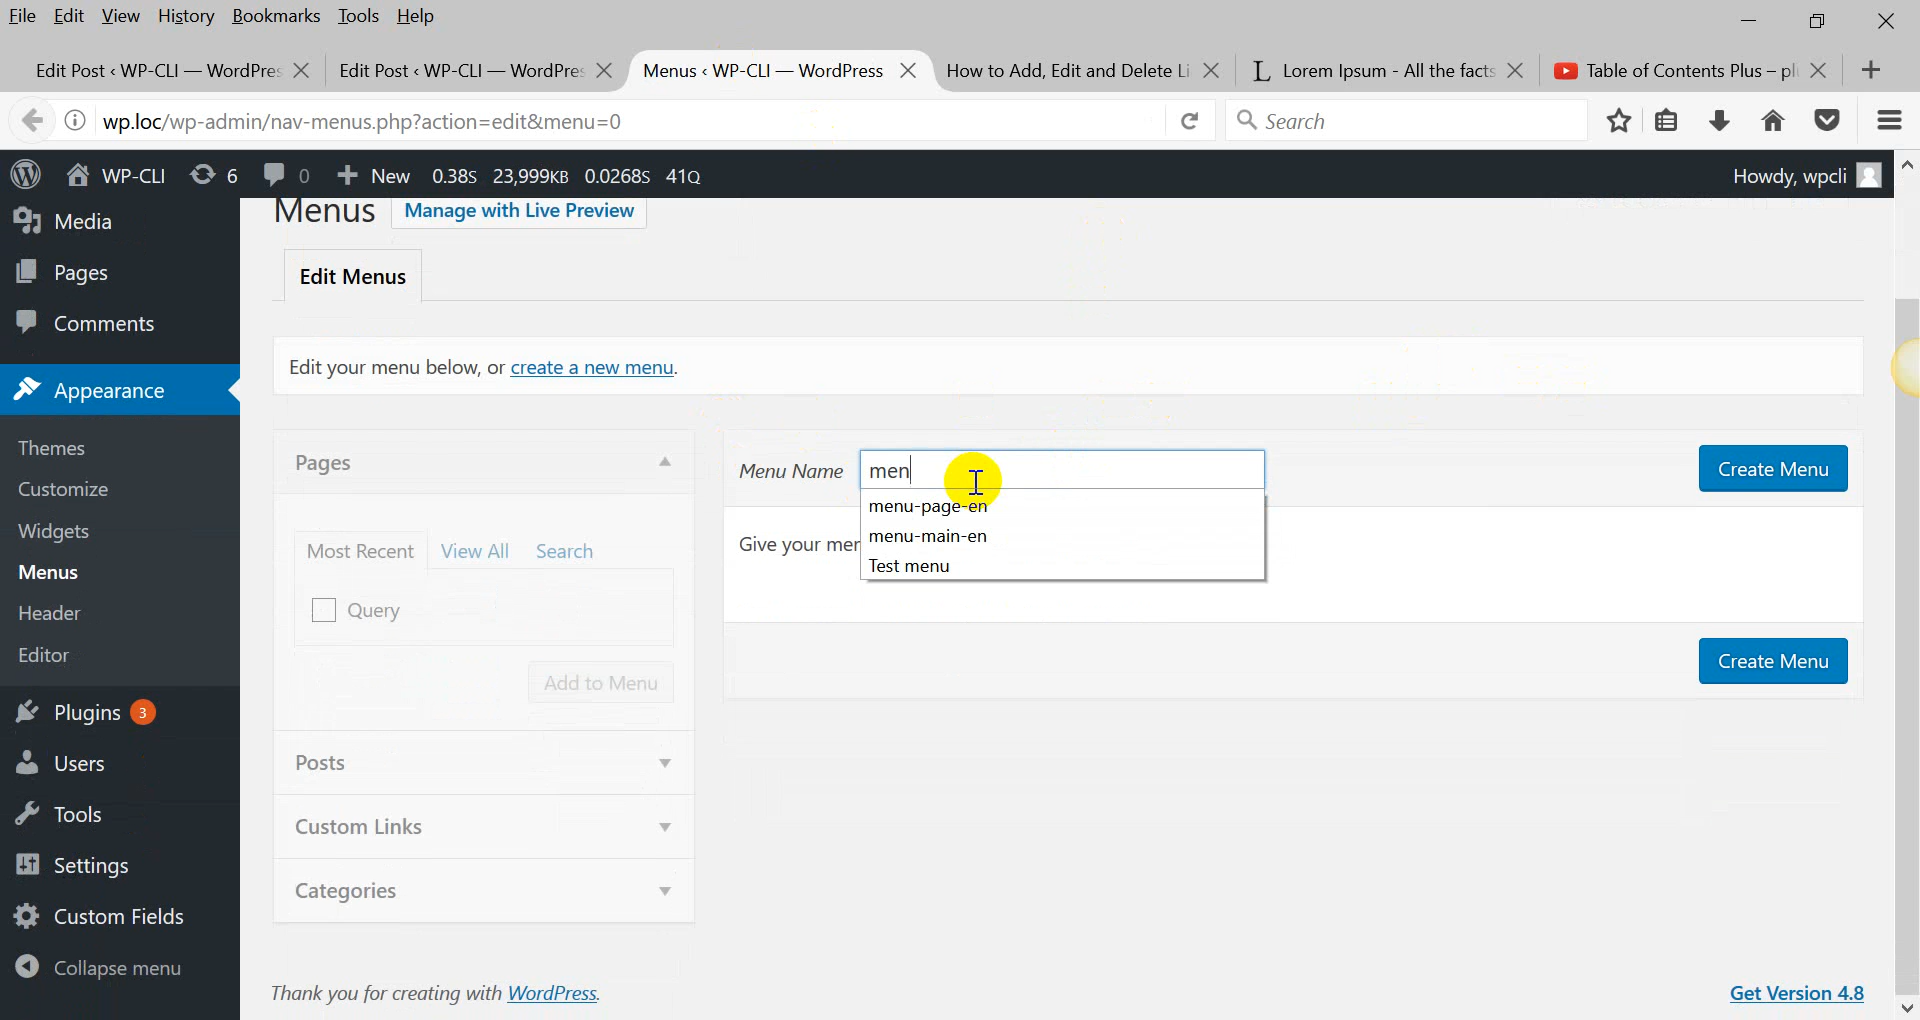 File Edit View History Bookmarks Tools Help
Edit Post ‹ WP-CLI — WordPres
Edit Post ‹ WP-CLI — WordPres
Menus ‹ WP-CLI — WordPress
How to Add, Edit and Delete Li
Lorem Ipsum - All the facts
Table of Contents Plus – pl
wp.loc/wp-admin/nav-menus.php?action=edit&menu=0
Search
WP-CLI 6 0 New 0.38s 23,999KB 0.0268s 41Q
Howdy, wpcli
Media
Pages
Comments
Appearance
Themes
Customize
Widgets
Menus
Header
Editor
Plugins 3
Users
Tools
Settings
Custom Fields
Collapse menu
Menus Manage with Live Preview
Edit Menus
Edit your menu below, or create a new menu.
Pages
Most Recent View All Search
Query
Add to Menu
Posts
Custom Links
Categories
Menu Name men
Create Menu
menu-page-en
menu-main-en
Test menu
Give your mer
Create Menu
Thank you for creating with WordPress.
Get Version 4.8